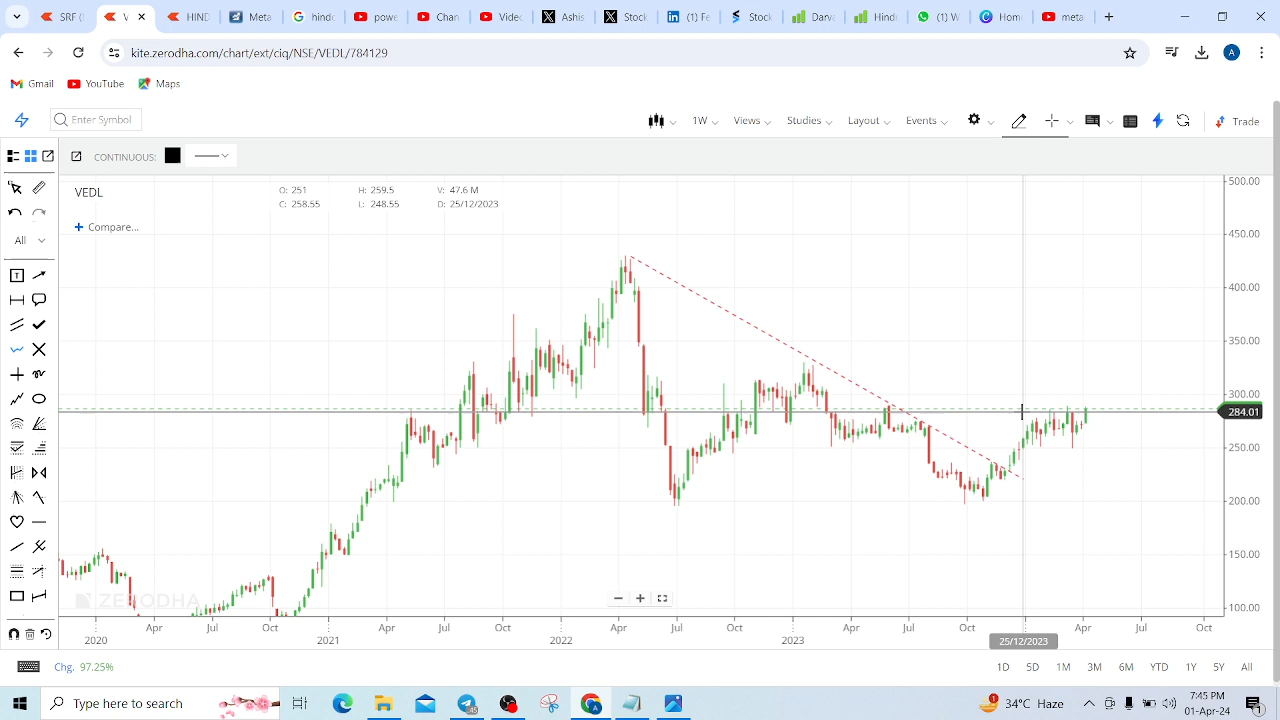 SRF (
V
HIND
Meta
hindo
power
Cha
Videc
Ashis
Stock
(1) Fe
Stock
Darva
Hinds
(1) W
Hom
meta
kite.zerodha.com/chart/ext/ciq/NSE/VEDL/784129
A
Gmail
YouTube
Maps
Enter Symbol
1W
Views
Studies
Layout
Events
Trade
CONTINUOUS:
VEDL
O: 251
H: 259.5
V: 47.6 M
C: 258.55
L: 248.55
D: 25/12/2023
Compare...
All
500.00
450.00
400.00
350.00
300.00
284.01
250.00
200.00
150.00
100.00
ZERODHA
Apr
Jul
Oct
Apr
Jul
Oct
Apr
Jul
Oct
Apr
Jul
Oct
Apr
Jul
Oct
2020
2021
2022
2023
25/12/2023
Chg. 97.25%
1D
5D
1M
3M
6M
YTD
1Y
5Y
All
Type here to search
34°C Haze
7:45 PM
01-Apr-24